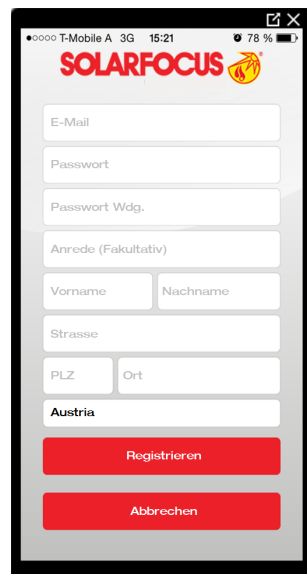 T-Mobile A 3G 15:21 78 %
SOLARFOCUS
E-Mail
Passwort
Passwort Wdg.
Anrede (Fakultativ)
Vorname Nachname
Strasse
PLZ Ort
Austria
Registrieren
Abbrechen